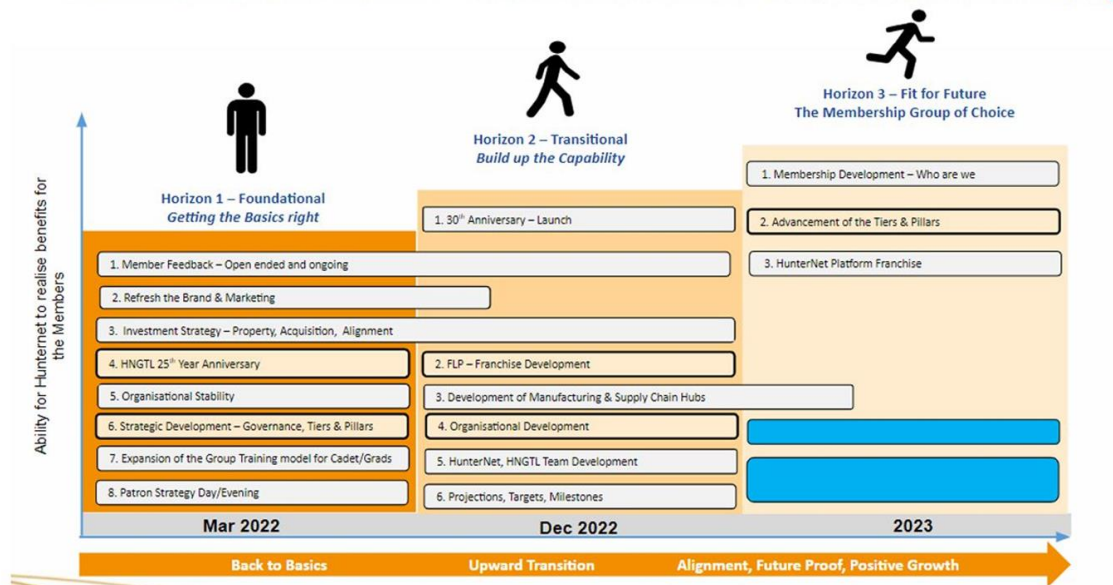 Horizon 3 – Fit for Future
The Membership Group of Choice
Horizon 2 – Transitional
Build up the Capability
Horizon 1 – Foundational
Getting the Basics right
Ability for Hunternet to realise benefits for
the Members
1. Member Feedback – Open ended and ongoing
2. Refresh the Brand & Marketing
3. Investment Strategy – Property, Acquisition, Alignment
4. HNGTL 25th Year Anniversary
5. Organisational Stability
6. Strategic Development – Governance, Tiers & Pillars
7. Expansion of the Group Training model for Cadet/Grads
8. Patron Strategy Day/Evening
1. 30th Anniversary – Launch
2. FLP – Franchise Development
3. Development of Manufacturing & Supply Chain Hubs
4. Organisational Development
5. HunterNet, HNGTL Team Development
6. Projections, Targets, Milestones
1. Membership Development – Who are we
2. Advancement of the Tiers & Pillars
3. HunterNet Platform Franchise
Mar 2022
Dec 2022
2023
Back to Basics
Upward Transition
Alignment, Future Proof, Positive Growth